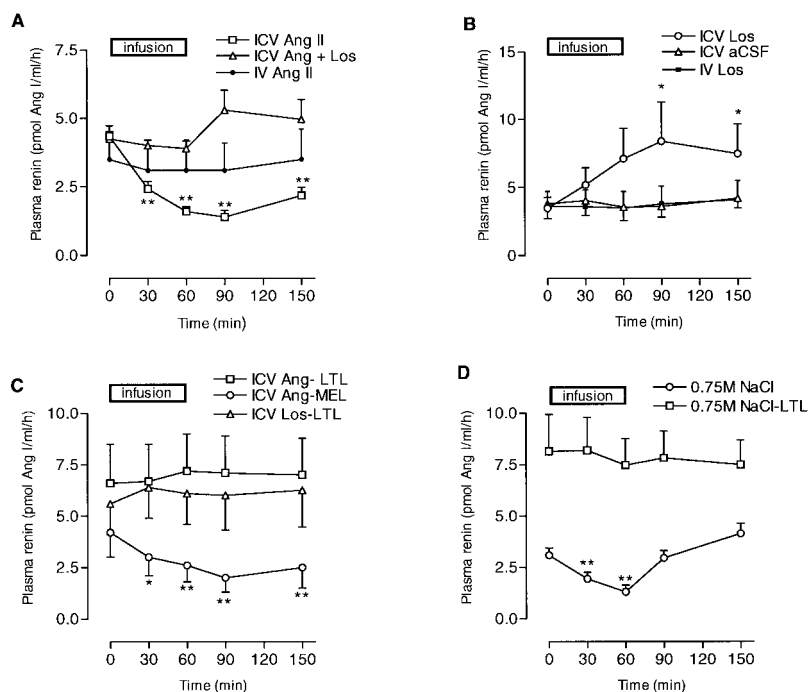 A
infusion
ICV Ang II
ICV Ang + Los
IV Ang II
Plasma renin (pmol Ang I/ml/h)
7.5
5.0
2.5
0.0
**
**
**
**
0 30 60 90 120 150
Time (min)
B
infusion
ICV Los
ICV aCSF
IV Los
Plasma renin (pmol Ang I/ml/h)
15
10
5
0
*
*
0 30 60 90 120 150
Time (min)
C
infusion
ICV Ang- LTL
ICV Ang-MEL
ICV Los-LTL
Plasma renin (pmol Ang I/ml/h)
10.0
7.5
5.0
2.5
0.0
*
**
**
**
0 30 60 90 120 150
Time (min)
D
infusion
0.75M NaCl
0.75M NaCl-LTL
Plasma renin (pmol Ang I/ml/h)
10.0
7.5
5.0
2.5
0.0
**
**
0 30 60 90 120 150
Time (min)